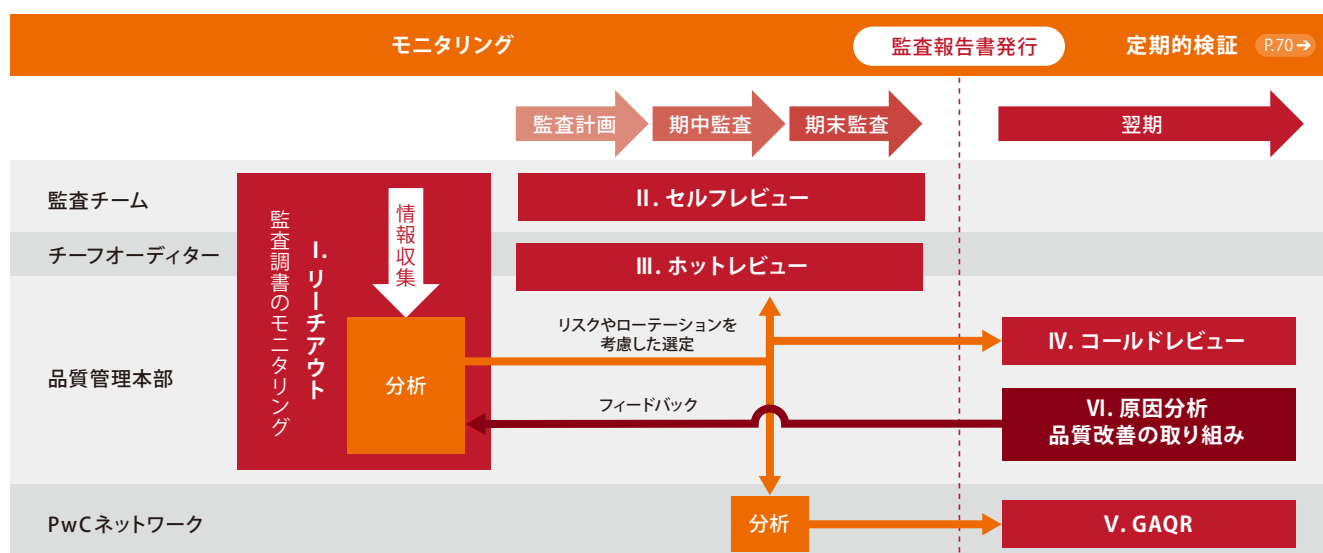 モニタリング
監査報告書発行
定期的検証
P.70→
監査計画
期中監査
期末監査
翌期
監査チーム
チーフオーディター
品質管理本部
PwCネットワーク
Ⅰ. リーチアウト
監査調書のモニタリング
情報収集
分析
Ⅱ. セルフレビュー
Ⅲ. ホットレビュー
リスクやローテーションを
考慮した選定
フィードバック
Ⅳ. コールドレビュー
Ⅵ. 原因分析
品質改善の取り組み
分析
Ⅴ. GAQR